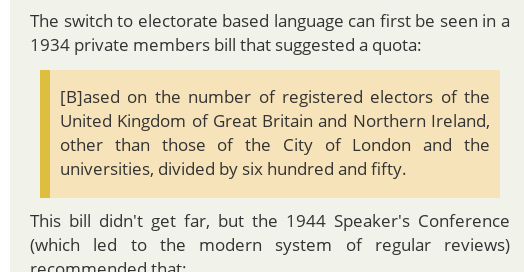 The switch to electorate based language can first be seen in a
1934 private members bill that suggested a quota:
[B]ased on the number of registered electors of the
United Kingdom of Great Britain and Northern Ireland,
other than those of the City of London and the
universities, divided by six hundred and fifty.
This bill didn't get far, but the 1944 Speaker's Conference
(which led to the modern system of regular reviews)
recommended that: